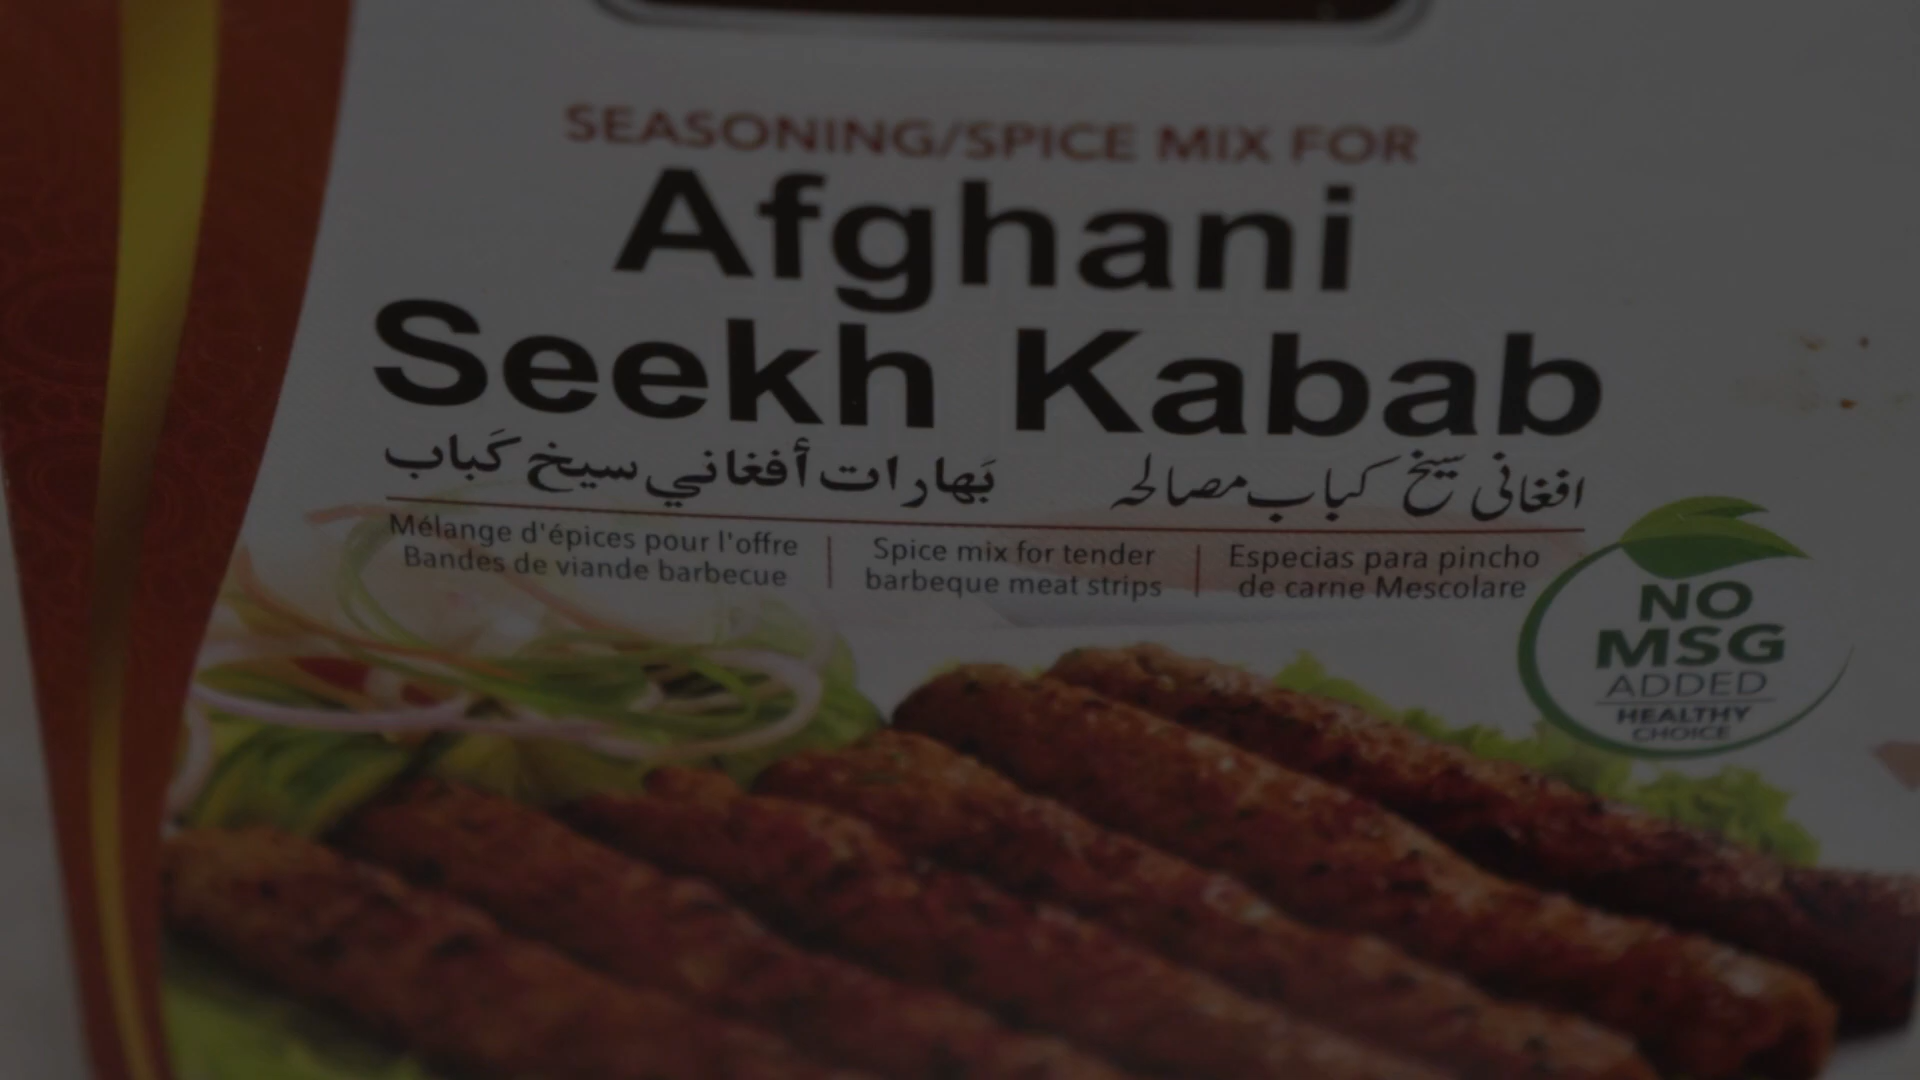 SEASONING/SPICE MIX FOR
Afghani
Seekh Kabab
بَهارات أفغاني سيخ كَباب
افغانی سیخ کباب مصالحہ
Mélange d'épices pour l'offre
Bandes de viande barbecue
Spice mix for tender
barbeque meat strips
Especias para pincho
de carne Mescolare
NO
MSG
ADDED
HEALTHY
CHOICE